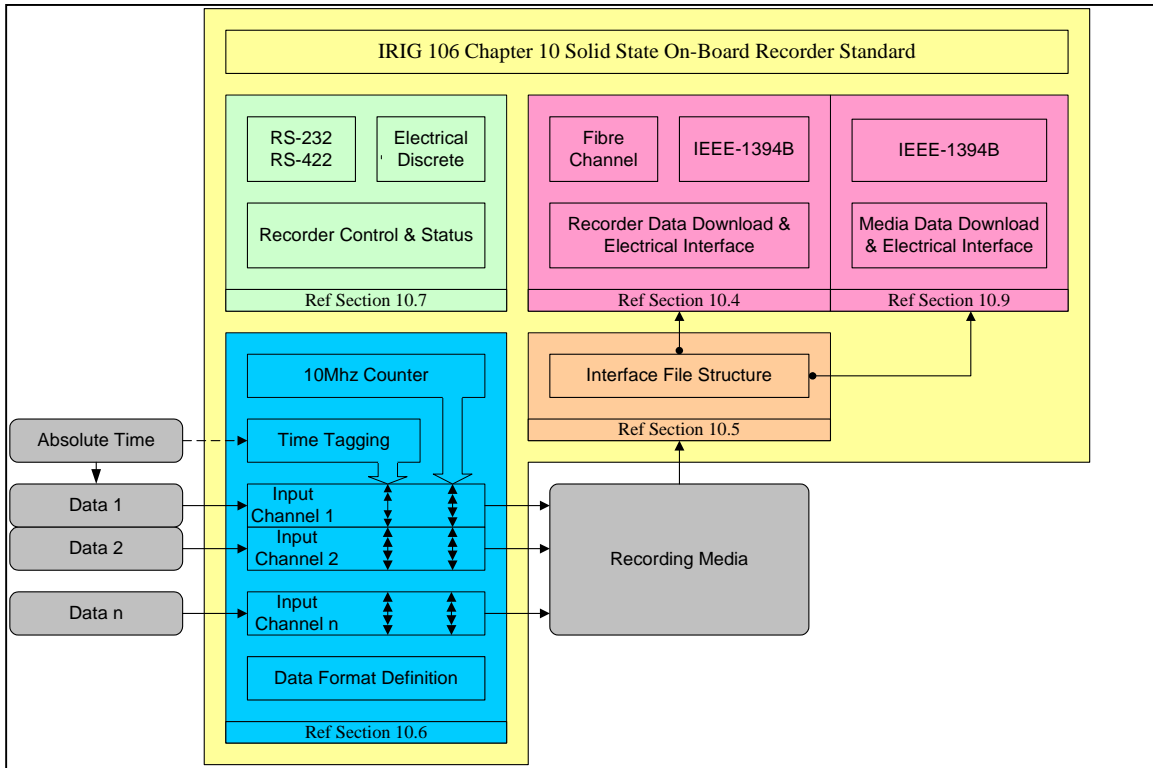 IRIG 106 Chapter 10 Solid State On-Board Recorder Standard
RS-232
RS-422
Electrical
Discrete
Recorder Control & Status
Ref Section 10.7
Fibre
Channel
IEEE-1394B
Recorder Data Download &
Electrical Interface
Ref Section 10.4
IEEE-1394B
Media Data Download
& Electrical Interface
Ref Section 10.9
10Mhz Counter
Interface File Structure
Ref Section 10.5
Absolute Time
Time Tagging
Data 1
Input
Channel 1
Data 2
Input
Channel 2
Recording Media
Data n
Input
Channel n
Data Format Definition
Ref Section 10.6